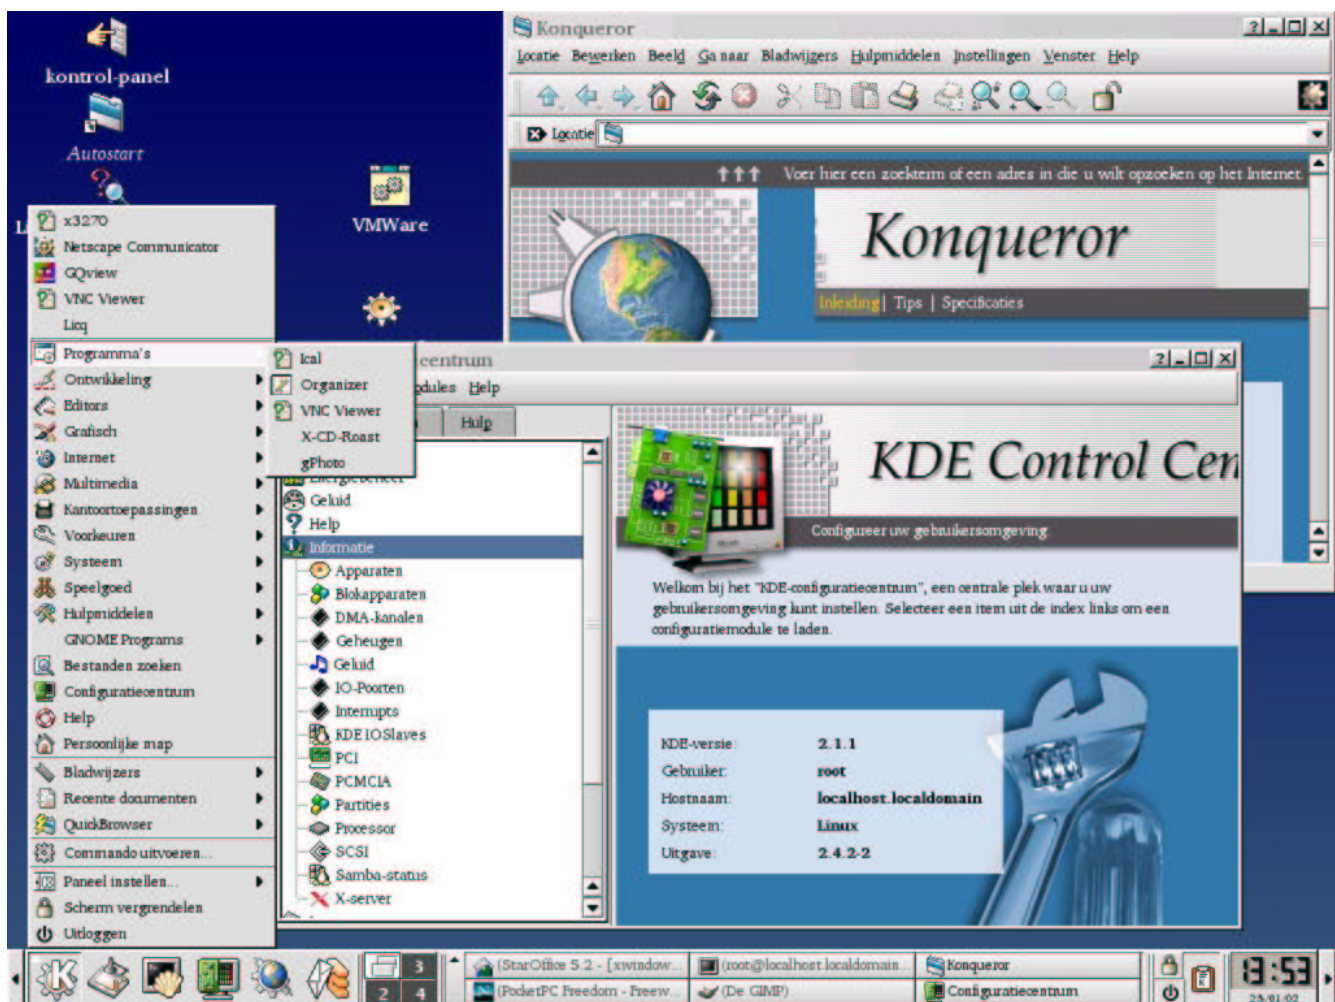 kontrol-panel
Autostart
VMWare
x3270
Netscape Communicator
GQview
VNC Viewer
Licq
Programma's
Ontwikkeling
Editors
Grafisch
Internet
Multimedia
Kantoortoepassingen
Voorkeuren
Systeem
Speelgoed
Hulpmiddelen
GNOME Programs
Bestanden zoeken
Configuratiecentrum
Help
Persoonlijke map
Bladwijzers
Recente documenten
QuickBrowser
Commando uitvoeren...
Paneel instellen...
Scherm vergrendelen
Uitloggen
Ical
Organizer
VNC Viewer
X-CD-Roast
gPhoto
Konqueror
Locatie Bewerken Beeld Ga naar Bladwijzers Hulpmiddelen Instellingen Venster Help
Locatie
Voer hier een zoekterm of een adres in die u wilt opzoeken op het Internet.
Konqueror
Inleiding | Tips | Specificaties
ecentrum
odules Help
Hulp
Energiebeheer
Geluid
Help
Informatie
Apparaten
Blokapparaten
DMA-kanalen
Geheugen
Geluid
IO-Poorten
Interrupts
KDE IOSlaves
PCI
PCMCIA
Partities
Processor
SCSI
Samba-status
X-server
KDE Control Cen
Configureer uw gebruikersomgeving
Welkom bij het "KDE-configuratiecentrum", een centrale plek waar u uw
gebruikersomgeving kunt instellen. Selecteer een item uit de index links om een
configuratiemodule te laden.
KDE-versie: 2.1.1
Gebruiker: root
Hostnaam: localhost.localdomain
Systeem: Linux
Uitgave: 2.4.2-2
3
2 4
(StarOffice 5.2 - [xwindow...
(root@localhost.localdomain...
Konqueror
(PocketPC Freedom - Freew...
(De GIMP)
Configuratiecentrum
13:53